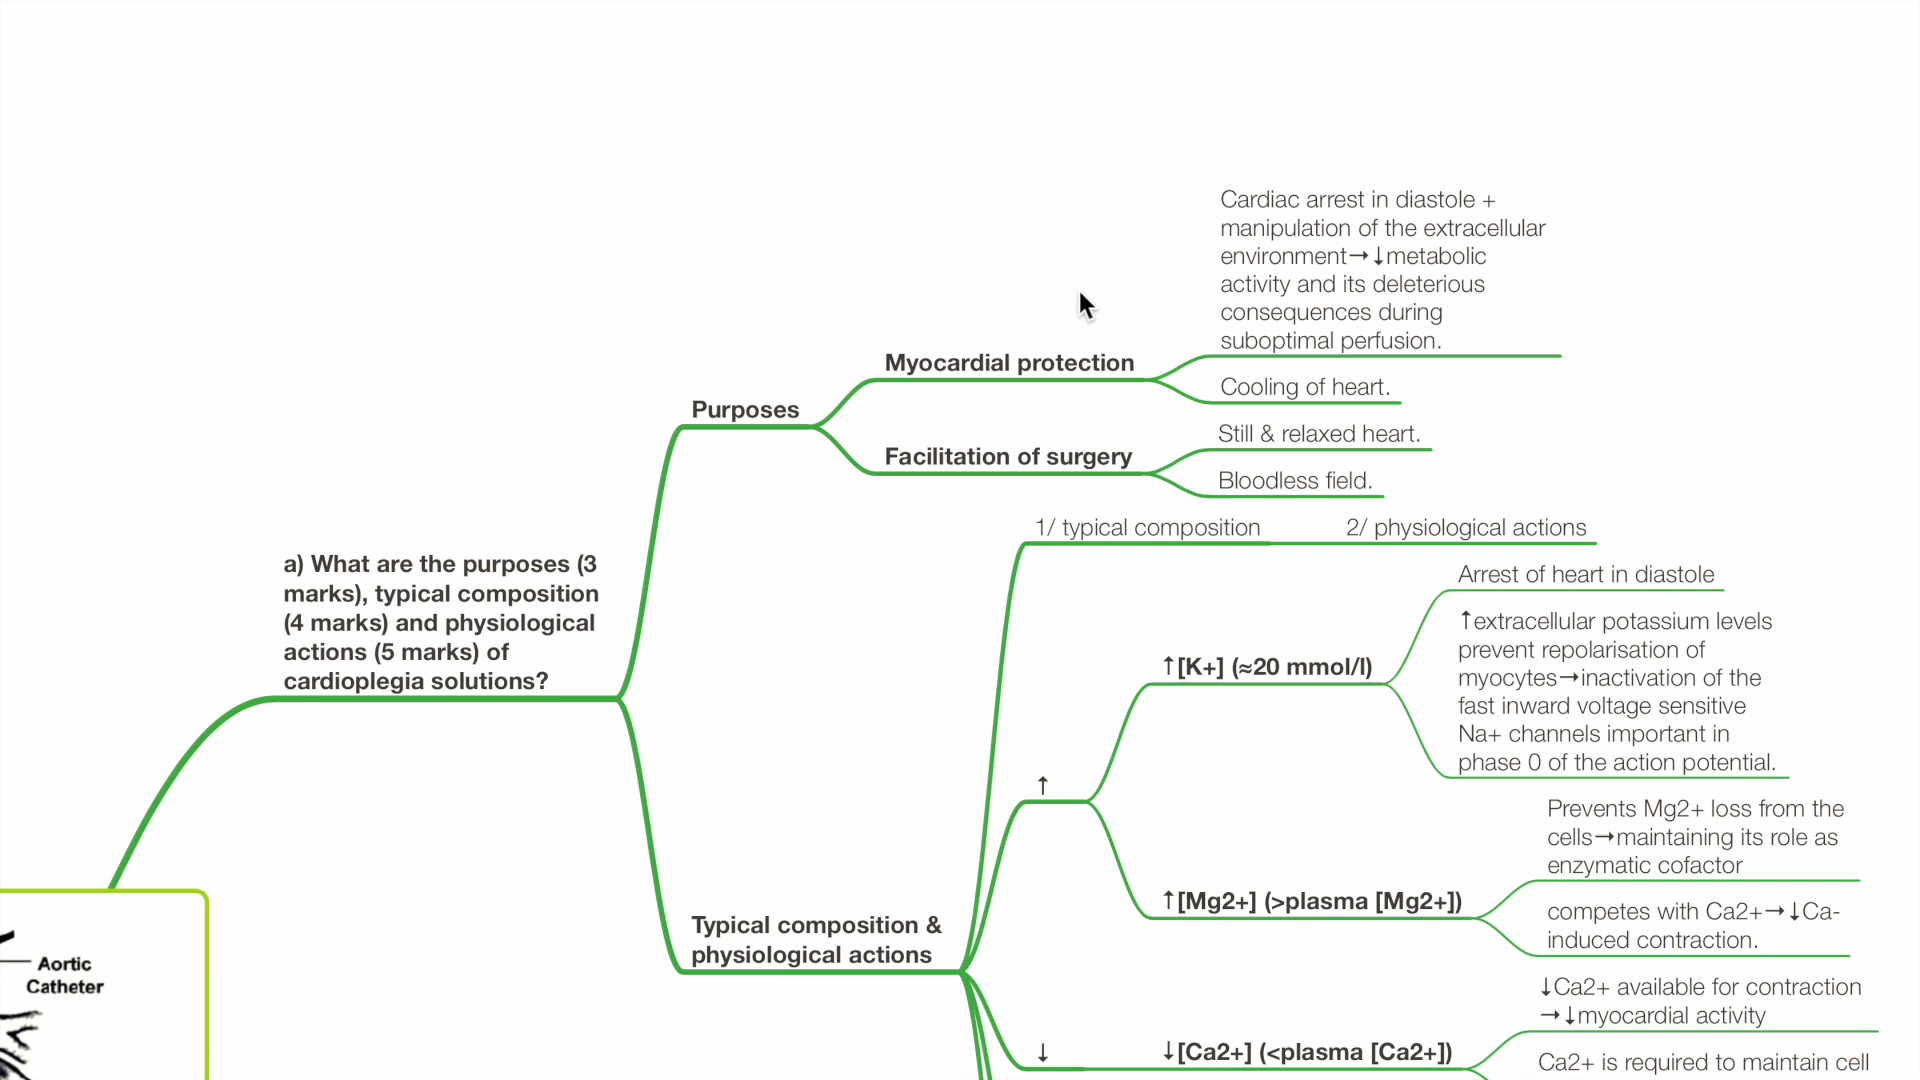 Cardiac arrest in diastole +
manipulation of the extracellular
environment→↓metabolic
activity and its deleterious
consequences during
suboptimal perfusion.
Myocardial protection
Cooling of heart.
Purposes
Still & relaxed heart.
Facilitation of surgery
Bloodless field.
1/ typical composition 2/ physiological actions
a) What are the purposes (3
marks), typical composition
(4 marks) and physiological
actions (5 marks) of
cardioplegia solutions?
Arrest of heart in diastole
↑extracellular potassium levels
prevent repolarisation of
myocytes→inactivation of the
fast inward voltage sensitive
Na+ channels important in
phase 0 of the action potential.
↑[K+] (≈20 mmol/l)
↑
Prevents Mg2+ loss from the
cells→maintaining its role as
enzymatic cofactor
↑[Mg2+] (>plasma [Mg2+])
competes with Ca2+→↓Ca-
induced contraction.
Typical composition &
physiological actions
↓Ca2+ available for contraction
→↓myocardial activity
↓
↓[Ca2+] (<plasma [Ca2+])
Ca2+ is required to maintain cell
Aortic
Catheter